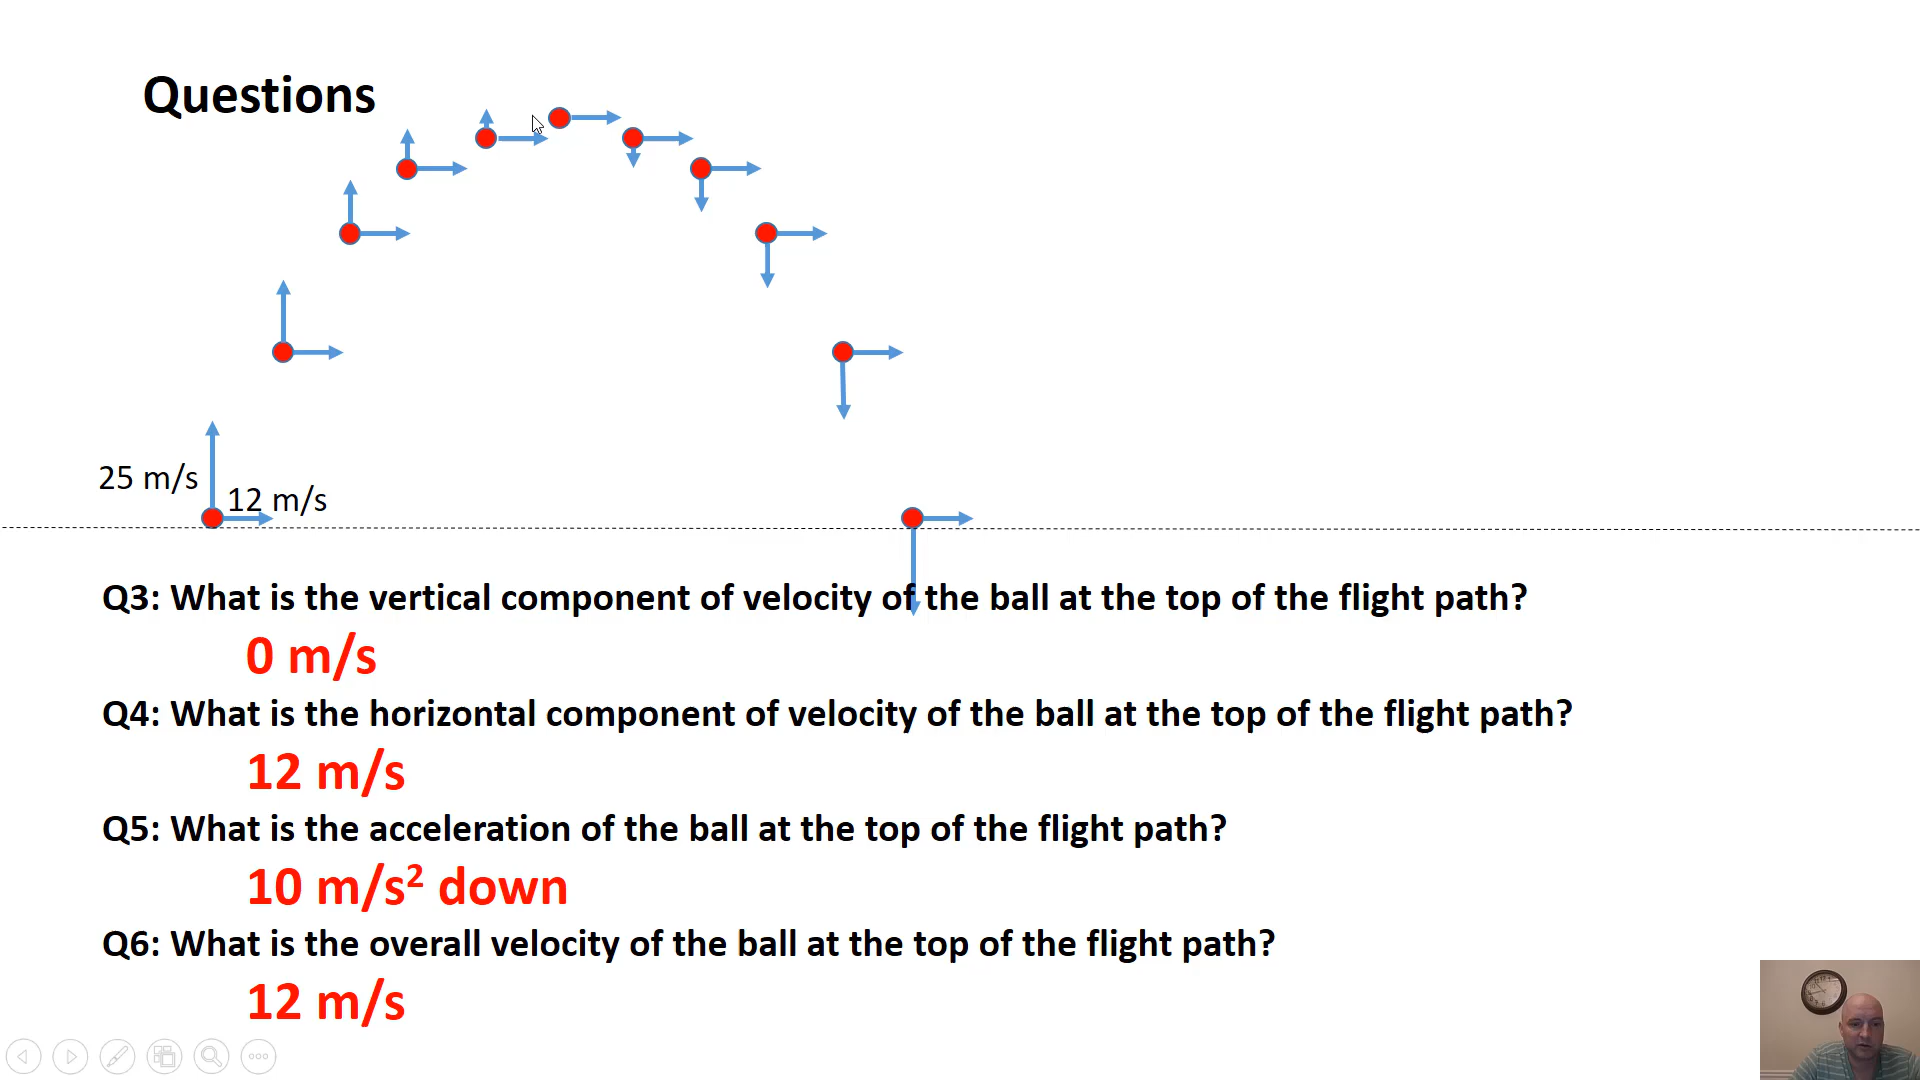 Questions
25 m/s
12 m/s
Q3: What is the vertical component of velocity of the ball at the top of the flight path?
0 m/s
Q4: What is the horizontal component of velocity of the ball at the top of the flight path?
12 m/s
Q5: What is the acceleration of the ball at the top of the flight path?
10 m/s² down
Q6: What is the overall velocity of the ball at the top of the flight path?
12 m/s